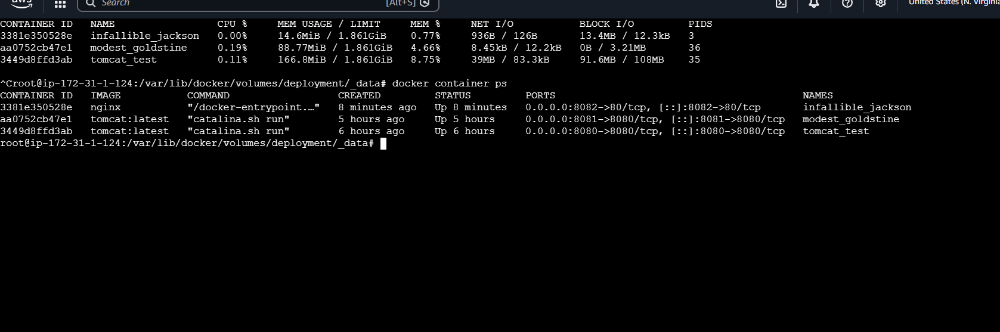 aws Search [Alt+S] United States (N. Virginia
CONTAINER ID NAME CPU % MEM USAGE / LIMIT MEM % NET I/O BLOCK I/O PIDS
3381e350528e infallible_jackson 0.00% 14.6MiB / 1.861GiB 0.77% 936B / 126B 13.4MB / 12.3kB 3
aa0752cb47e1 modest_goldstine 0.19% 88.77MiB / 1.861GiB 4.66% 8.45kB / 12.2kB 0B / 3.21MB 36
3449d8ffd3ab tomcat_test 0.11% 166.8MiB / 1.861GiB 8.75% 39MB / 83.3kB 91.6MB / 108MB 35
^Croot@ip-172-31-1-124:/var/lib/docker/volumes/deployment/_data# docker container ps
CONTAINER ID IMAGE COMMAND CREATED STATUS PORTS NAMES
3381e350528e nginx "/docker-entrypoint.…" 8 minutes ago Up 8 minutes 0.0.0.0:8082->80/tcp, [::]:8082->80/tcp infallible_jackson
aa0752cb47e1 tomcat:latest "catalina.sh run" 5 hours ago Up 5 hours 0.0.0.0:8081->8080/tcp, [::]:8081->8080/tcp modest_goldstine
3449d8ffd3ab tomcat:latest "catalina.sh run" 6 hours ago Up 6 hours 0.0.0.0:8080->8080/tcp, [::]:8080->8080/tcp tomcat_test
root@ip-172-31-1-124:/var/lib/docker/volumes/deployment/_data#